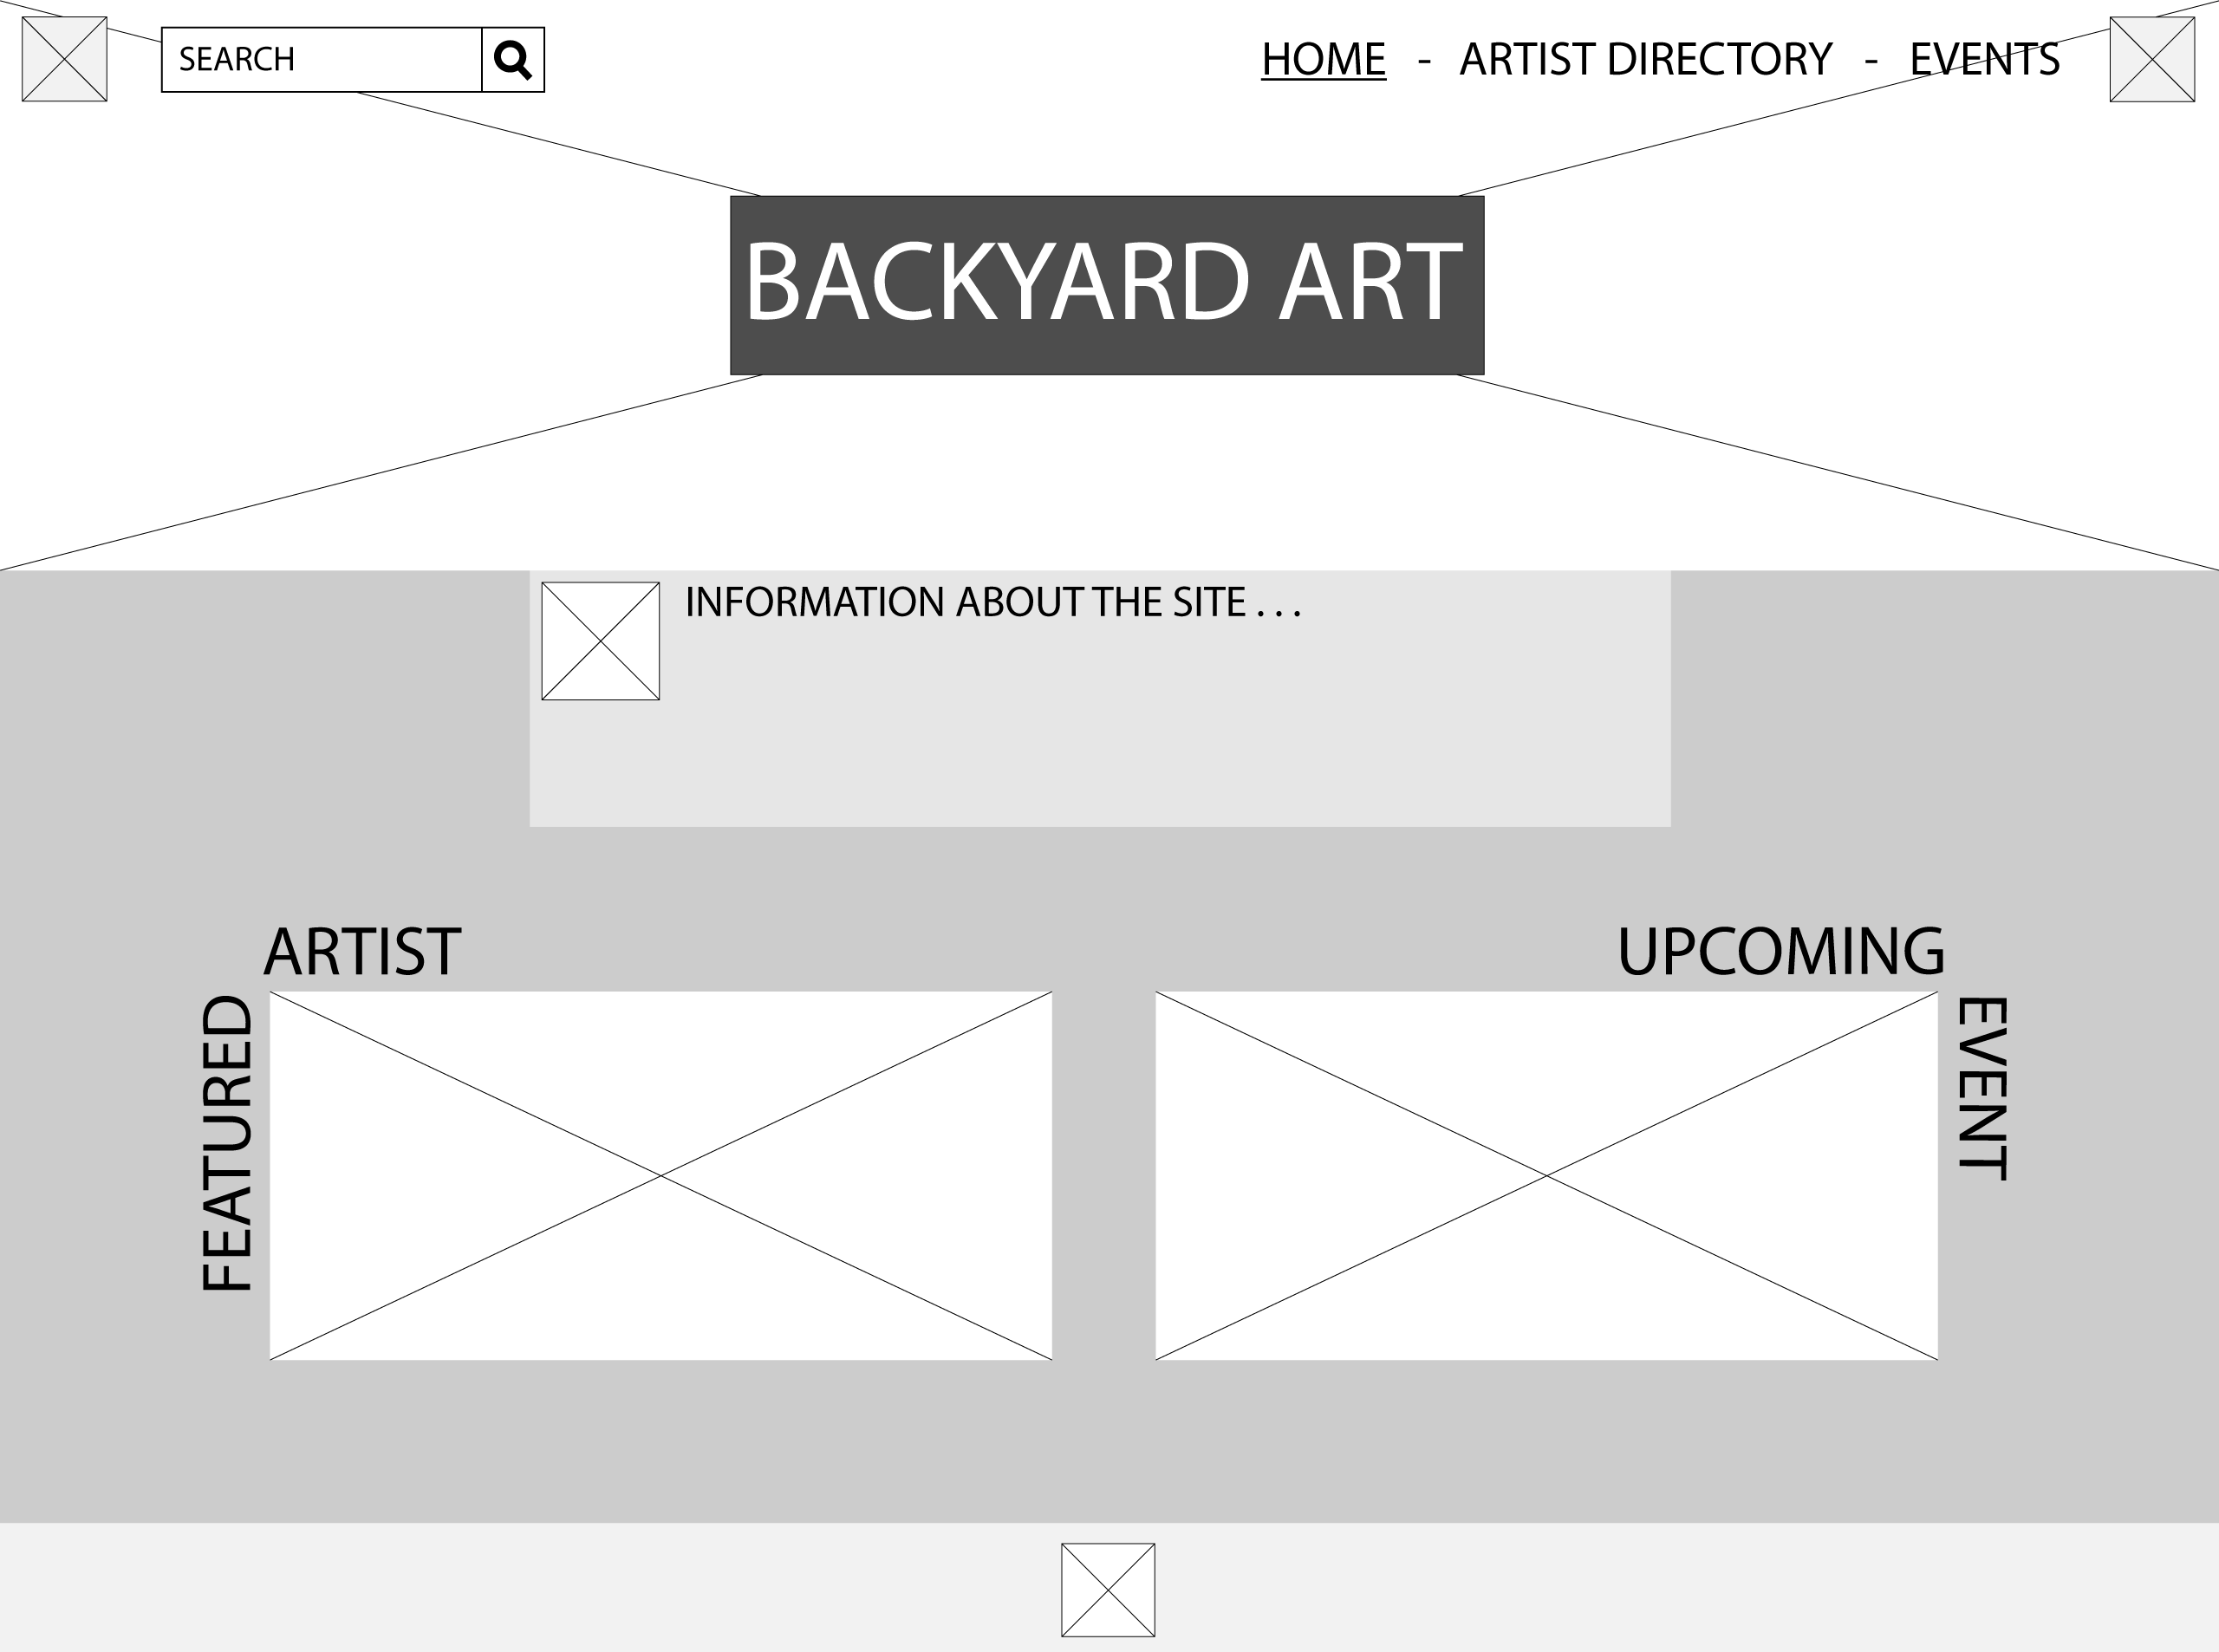 SEARCH
HOME - ARTIST DIRECTORY - EVENTS
BACKYARD ART
INFORMATION ABOUT THE SITE . . .
FEATURED
ARTIST
UPCOMING
EVENT